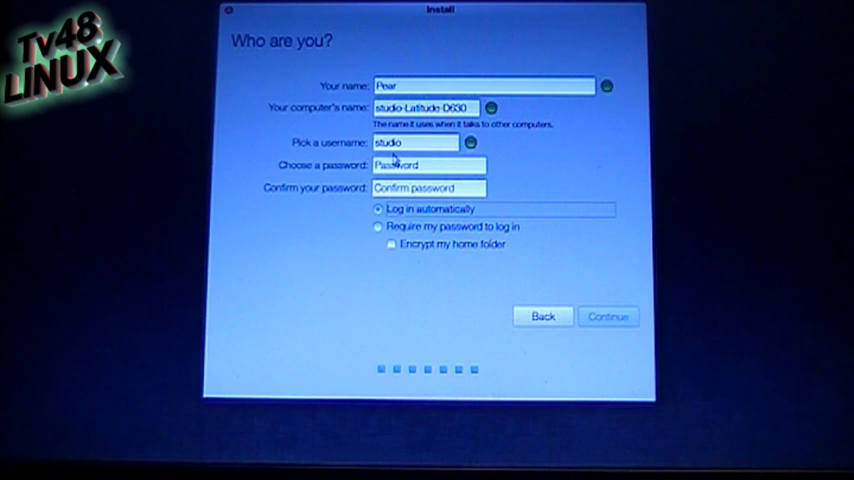 Tv48
LINUX
Install
Who are you?
Your name: Pear
Your computer's name: studio-Latitude-D630
The name it uses when it talks to other computers.
Pick a username: studio
Choose a password: Password
Confirm your password: Confirm password
Log in automatically
Require my password to log in
Encrypt my home folder
Back
Continue